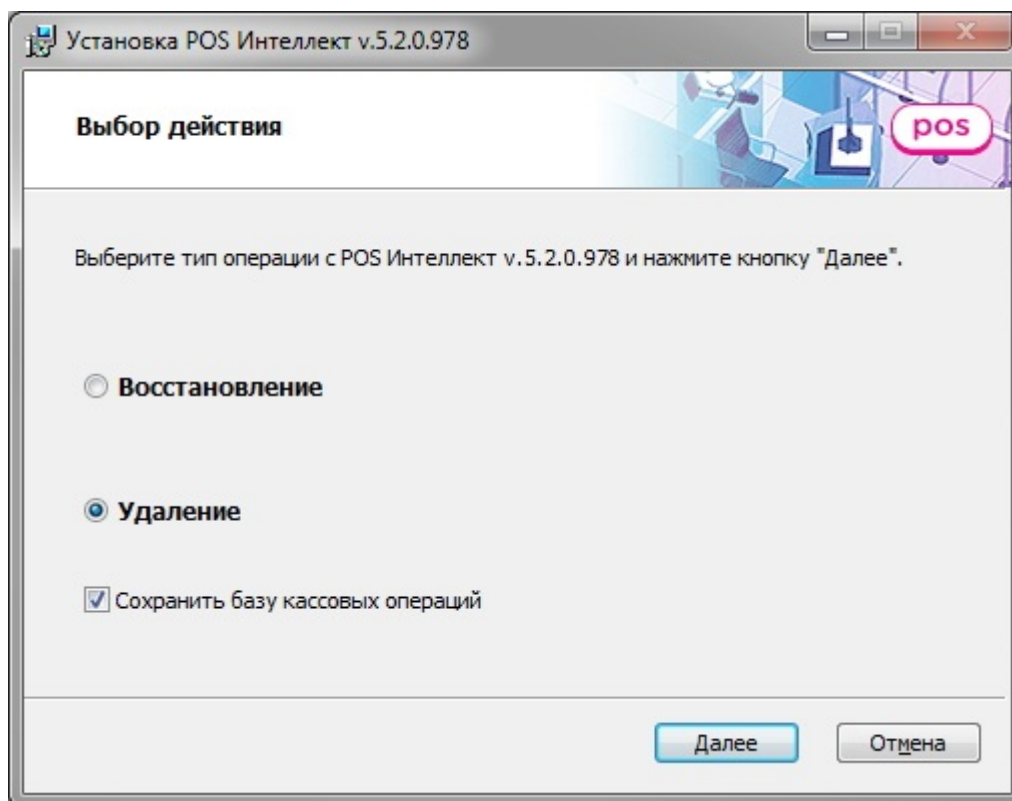 Установка POS Интеллект v.5.2.0.978
Выбор действия
pos
Выберите тип операции с POS Интеллект v.5.2.0.978 и нажмите кнопку "Далее".
Восстановление
Удаление
Сохранить базу кассовых операций
Далее
Отмена